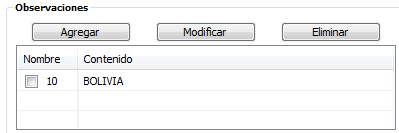 Observaciones
Agregar Modificar Eliminar
Nombre Contenido
10 BOLIVIA